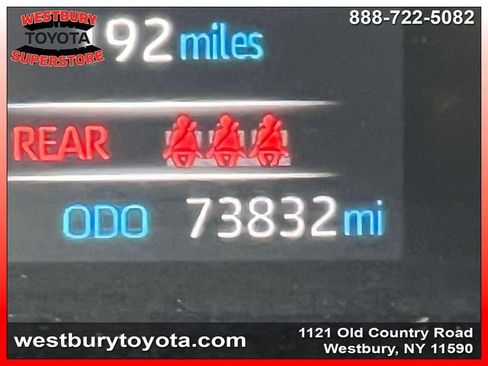 WESTBURY
TOYOTA
SUPERSTORE
888-722-5082
92 miles
REAR
ODO 73832 mi
westburytoyota.com
1121 Old Country Road
Westbury, NY 11590